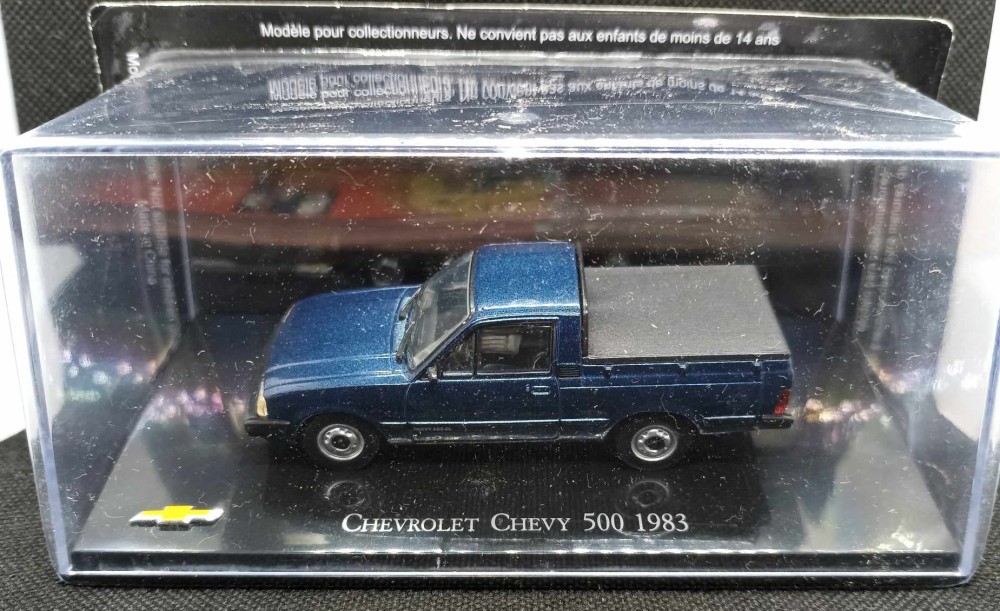 Modèle pour collectionneurs. Ne convient pas aux enfants de moins de 14 ans
CHEVROLET CHEVY 500 1983